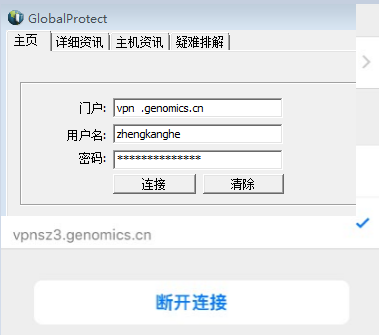 GlobalProtect
主页 详细资讯 主机资讯 疑难排解
门户: vpn .genomics.cn
用户名: zhengkanghe
密码: **************
连接 清除
vpnsz3.genomics.cn
断开连接